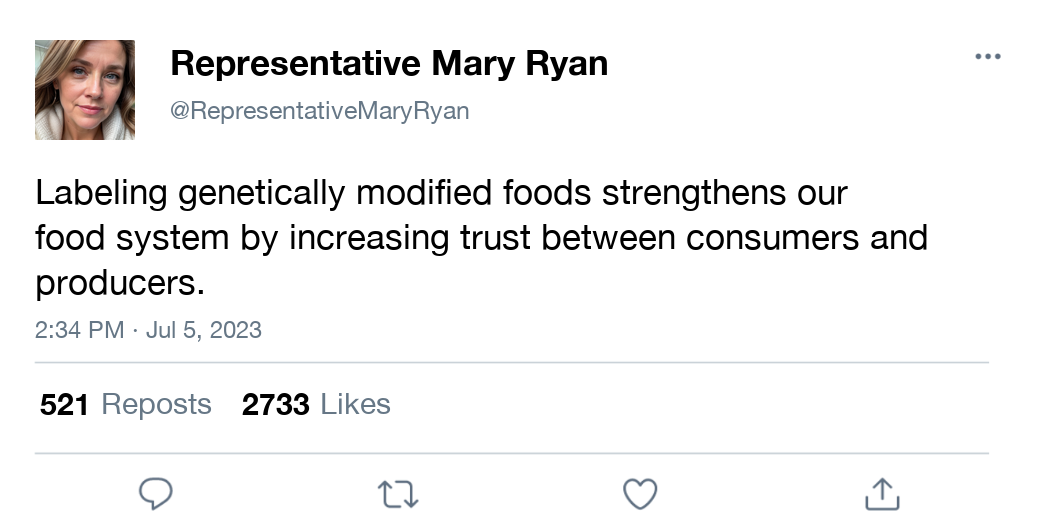 Representative Mary Ryan
@RepresentativeMaryRyan
Labeling genetically modified foods strengthens our
food system by increasing trust between consumers and
producers.
2:34 PM · Jul 5, 2023
521 Reposts 2733 Likes